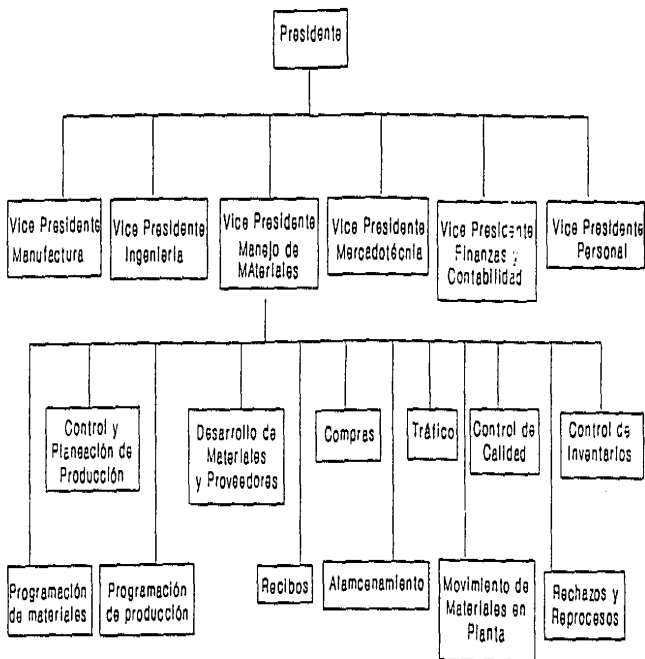 Presidente
Vice Presidente
Manufactura
Vice Presidente
Ingeniería
Vice Presidente
Manejo de
MAteriales
Vice Presidente
Mercadotécnia
Vice Presidente
Finanzas y
Contabilidad
Vice Presidente
Personal
Control y
Planeación de
Producción
Desarrollo de
Materiales
y Proveedores
Compras
Tráfico
Control de
Calidad
Control de
Inventarios
Programación
de materiales
Programación
de producción
Recibos
Alamcenamiento
Movimiento de
Materiales en
Planta
Rechazos y
Reprocesos